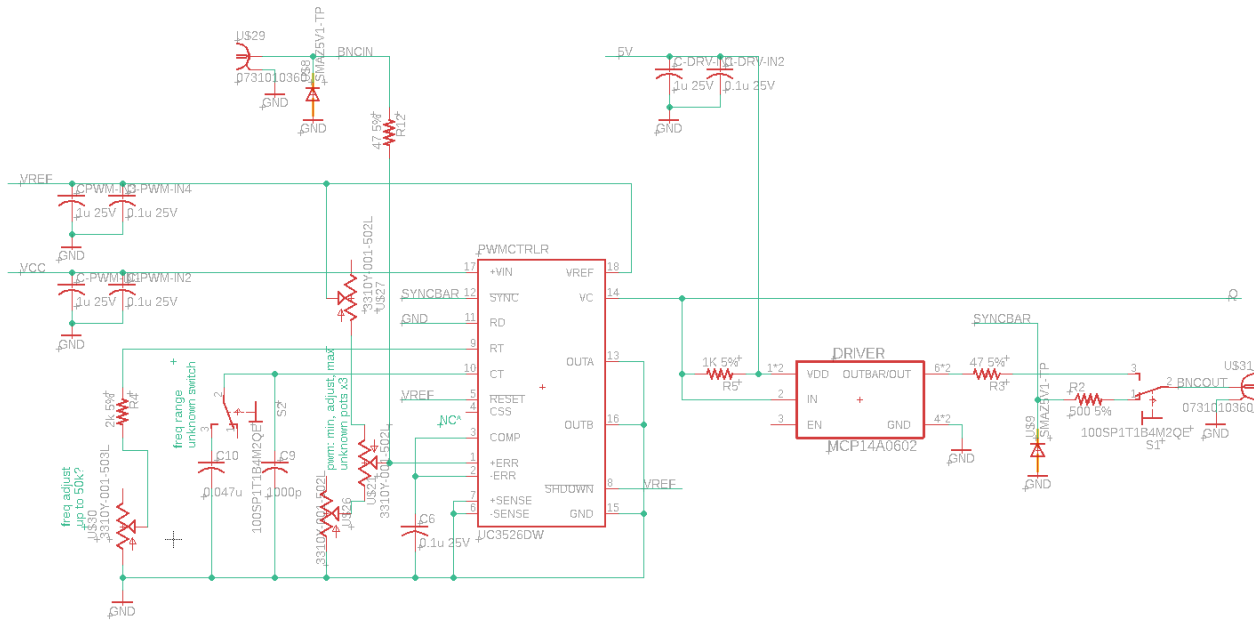 U$29
BNCIN
0731010360
U$8
SMAZ5V1-TP
GND
GND
47 5%
R12
5V
C-DRV-IN1
C-DRV-IN2
1u 25V
0.1u 25V
GND
VREF
CPWM-IN3
C-PWM-IN4
1u 25V
0.1u 25V
GND
VCC
C-PWM-IN1
C-PWM-IN2
1u 25V
0.1u 25V
GND
3310Y-001-502L
U$27
PWMCTRLR
17 +VIN
VREF 18
SYNCBAR
12 SYNC
VC 14
GND
11 RD
9 RT
OUTA 13
10 CT
VREF
5 RESET
4 CSS
NC*
OUTB 16
3 COMP
1 +ERR
2 -ERR
SHDOWN 8
VREF
7 +SENSE
6 -SENSE
GND 15
UC3526DW
Q
1K 5%
R5
DRIVER
1*2 VDD
OUTBAR/OUT 6*2
2 IN
3 EN
GND 4*2
MCP14A0602
GND
SYNCBAR
47 5%
R3
R2
500 5%
U$9
SMAZ5V1-TP
GND
3
1
2
BNCOUT
100SP1T1B4M2QE
S1
U$31
0731010360
GND
2k 5%
R4
freq range
unknown switch
2
3
1
S2
100SP1T1B4M2QE
C10
0.047u
C9
1000p
pwm: min, adjust, max
unknown pots x3
U$21
3310Y-001-502L
U$26
3310Y-001-502L
C6
0.1u 25V
freq adjust
up to 50k?
U$30
3310Y-001-503L
GND